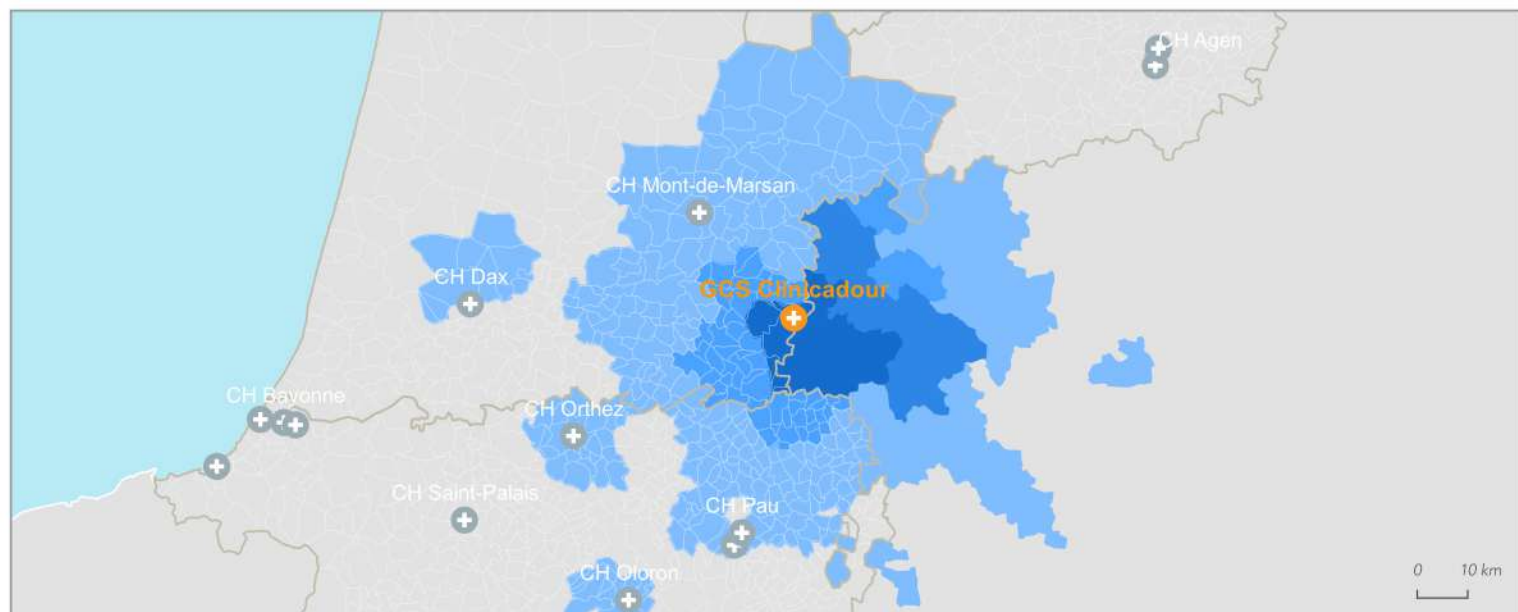 CH Agen
CH Mont-de-Marsan
CH Dax
GCS Clinicadour
CH Bayonne
CH Orthez
CH Saint-Palais
CH Pau
CH Oloron
0 10 km